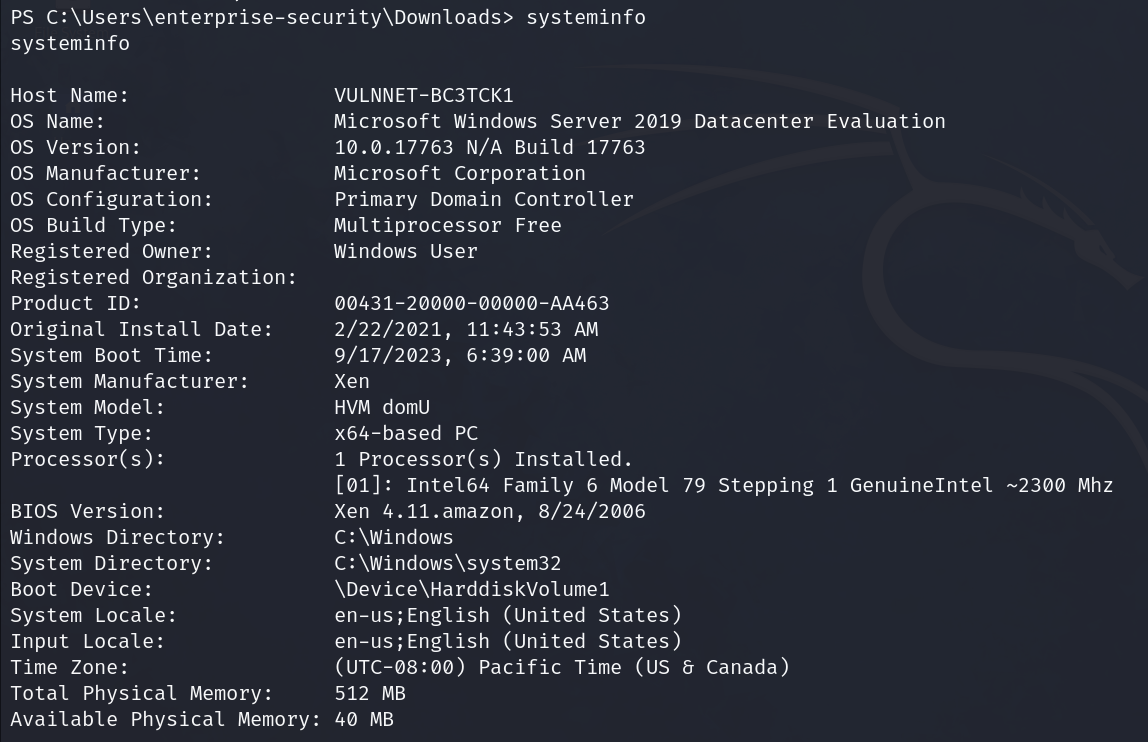 PS C:\Users\enterprise-security\Downloads> systeminfo
systeminfo
Host Name: VULNNET-BC3TCK1
OS Name: Microsoft Windows Server 2019 Datacenter Evaluation
OS Version: 10.0.17763 N/A Build 17763
OS Manufacturer: Microsoft Corporation
OS Configuration: Primary Domain Controller
OS Build Type: Multiprocessor Free
Registered Owner: Windows User
Registered Organization:
Product ID: 00431-20000-00000-AA463
Original Install Date: 2/22/2021, 11:43:53 AM
System Boot Time: 9/17/2023, 6:39:00 AM
System Manufacturer: Xen
System Model: HVM domU
System Type: x64-based PC
Processor(s): 1 Processor(s) Installed.
[01]: Intel64 Family 6 Model 79 Stepping 1 GenuineIntel ~2300 Mhz
BIOS Version: Xen 4.11.amazon, 8/24/2006
Windows Directory: C:\Windows
System Directory: C:\Windows\system32
Boot Device: \Device\HarddiskVolume1
System Locale: en-us;English (United States)
Input Locale: en-us;English (United States)
Time Zone: (UTC-08:00) Pacific Time (US & Canada)
Total Physical Memory: 512 MB
Available Physical Memory: 40 MB